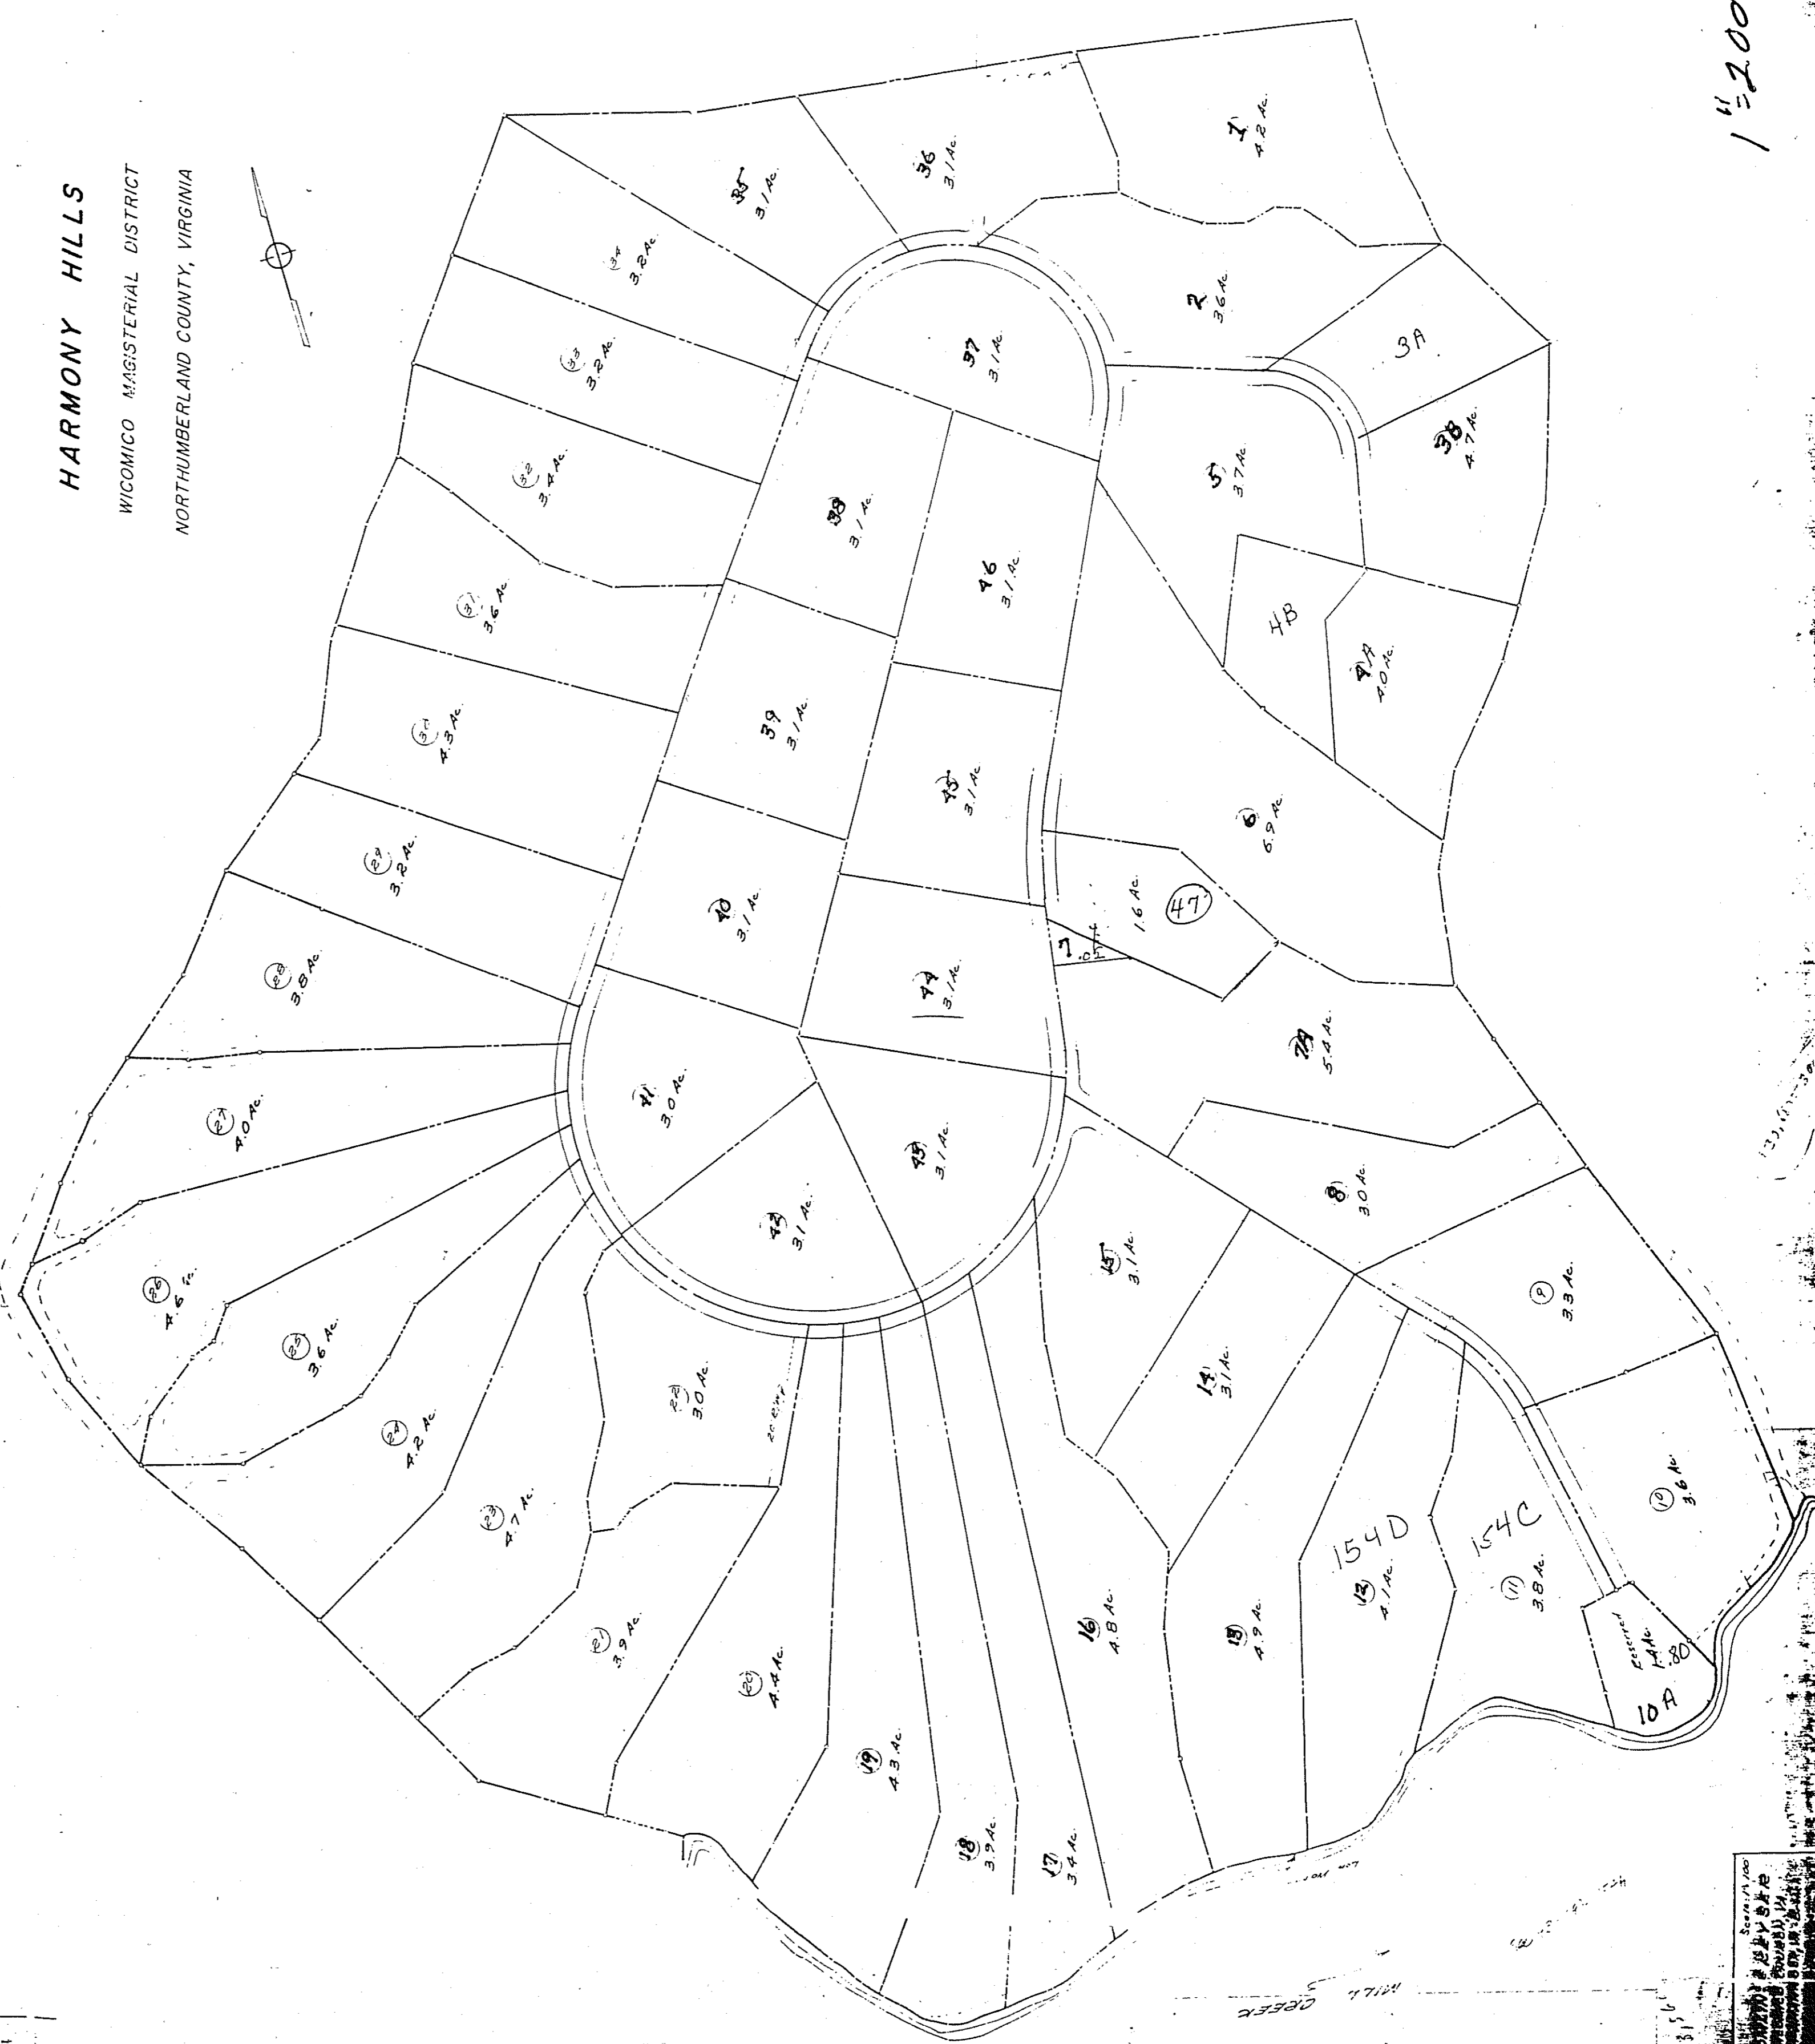 HARMONY HILLS
WICOMICO MAGISTERIAL DISTRICT
NORTHUMBERLAND COUNTY, VIRGINIA
1"=200
1
4.2 Ac.
2
3.6 Ac.
3A
3B
4.7 Ac.
4A
4.0 Ac.
4B
5
3.7 Ac.
6
6.9 Ac.
47
1.6 Ac.
7
7A
5.4 Ac.
8
3.0 Ac.
9
3.3 Ac.
10
3.6 Ac.
Reserved
1.4 Ac.
.80
10A
154C
11
3.8 Ac.
154D
12
4.1 Ac.
13
4.9 Ac.
14
3.1 Ac.
15
3.1 Ac.
16
4.8 Ac.
17
3.4 Ac.
18
3.9 Ac.
19
4.3 Ac.
20
4.4 Ac.
21
3.9 Ac.
22
3.0 Ac.
23
4.7 Ac.
24
4.2 Ac.
25
3.6 Ac.
26
4.6 Ac.
27
4.0 Ac.
28
3.8 Ac.
29
3.2 Ac.
30
4.3 Ac.
31
3.6 Ac.
32
3.4 Ac.
33
3.2 Ac.
34
3.2 Ac.
35
3.1 Ac.
36
3.1 Ac.
37
3.1 Ac.
38
3.1 Ac.
39
3.1 Ac.
40
3.1 Ac.
41
3.0 Ac.
42
3.1 Ac.
43
3.1 Ac.
44
3.1 Ac.
45
3.1 Ac.
46
3.1 Ac.
MILL CREEK